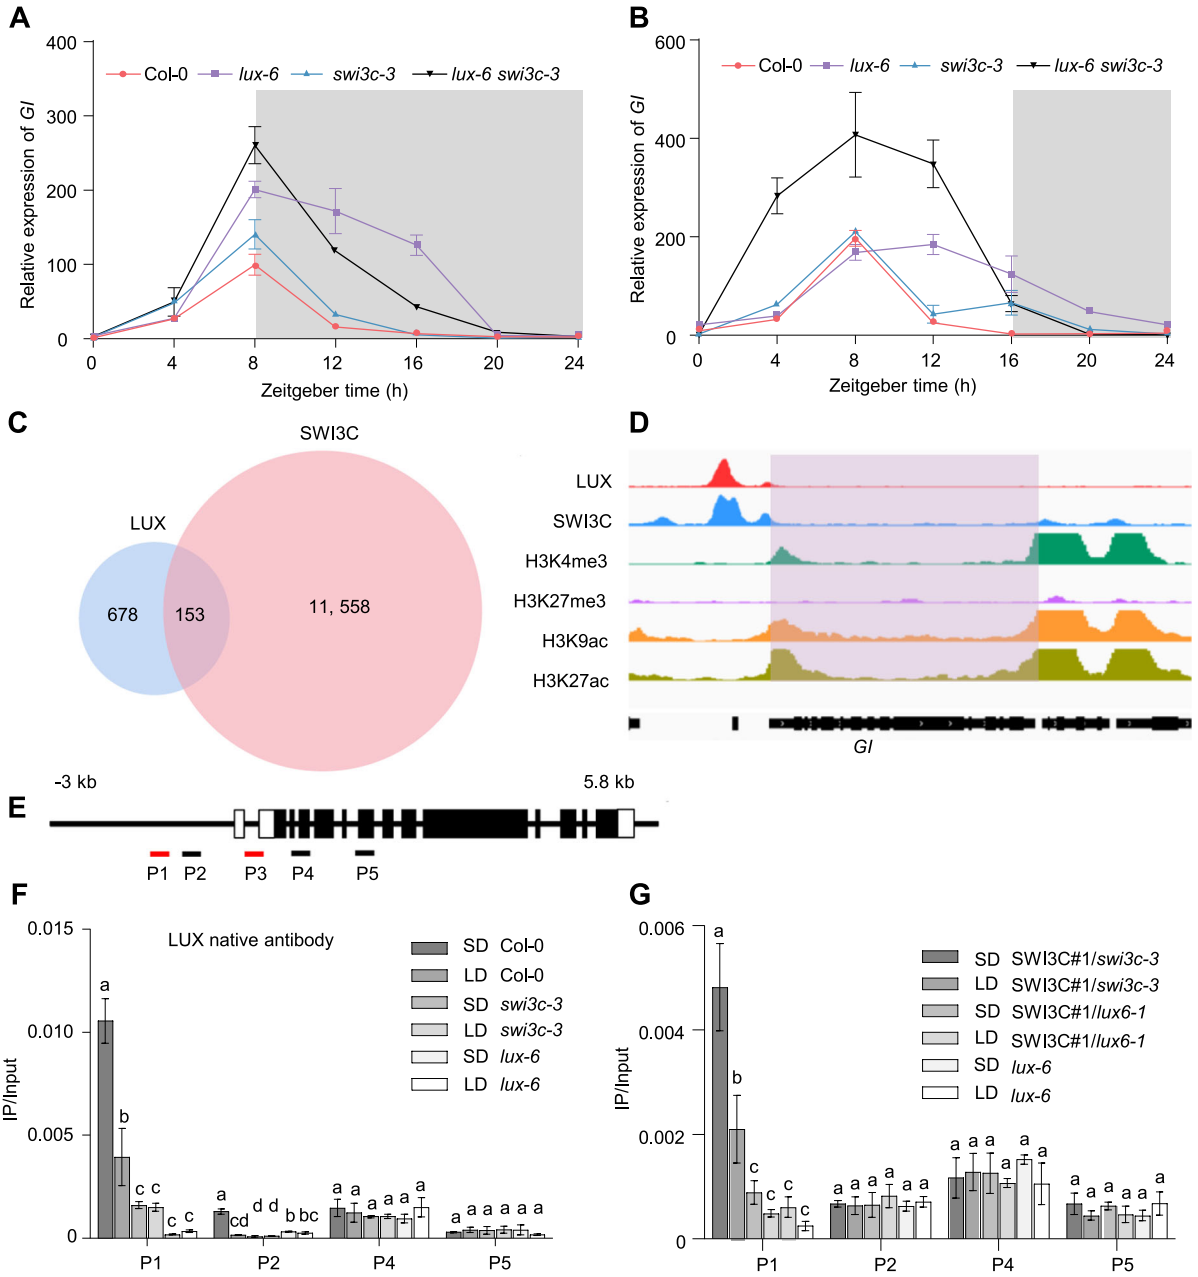 A
400
300
200
100
0
Relative expression of GI
Col-0 lux-6 swi3c-3 lux-6 swi3c-3
0 4 8 12 16 20 24
Zeitgeber time (h)
B
600
400
200
0
Relative expression of GI
Col-0 lux-6 swi3c-3 lux-6 swi3c-3
0 4 8 12 16 20 24
Zeitgeber time (h)
C
SWI3C
LUX
678 153 11, 558
D
LUX
SWI3C
H3K4me3
H3K27me3
H3K9ac
H3K27ac
GI
E
-3 kb 5.8 kb
P1 P2 P3 P4 P5
F
0.015
0.010
0.005
0
IP/Input
LUX native antibody
SD Col-0
LD Col-0
SD swi3c-3
LD swi3c-3
SD lux-6
LD lux-6
a b c c c c
a cd d d b bc
a a a a a a
a a a a a a
P1 P2 P4 P5
G
0.006
0.004
0.002
0
IP/Input
SD SWI3C#1/swi3c-3
LD SWI3C#1/swi3c-3
SD SWI3C#1/lux6-1
LD SWI3C#1/lux6-1
SD lux-6
LD lux-6
a b c c c c
a a a a a a
a a a a a a
a a a a a a
P1 P2 P4 P5